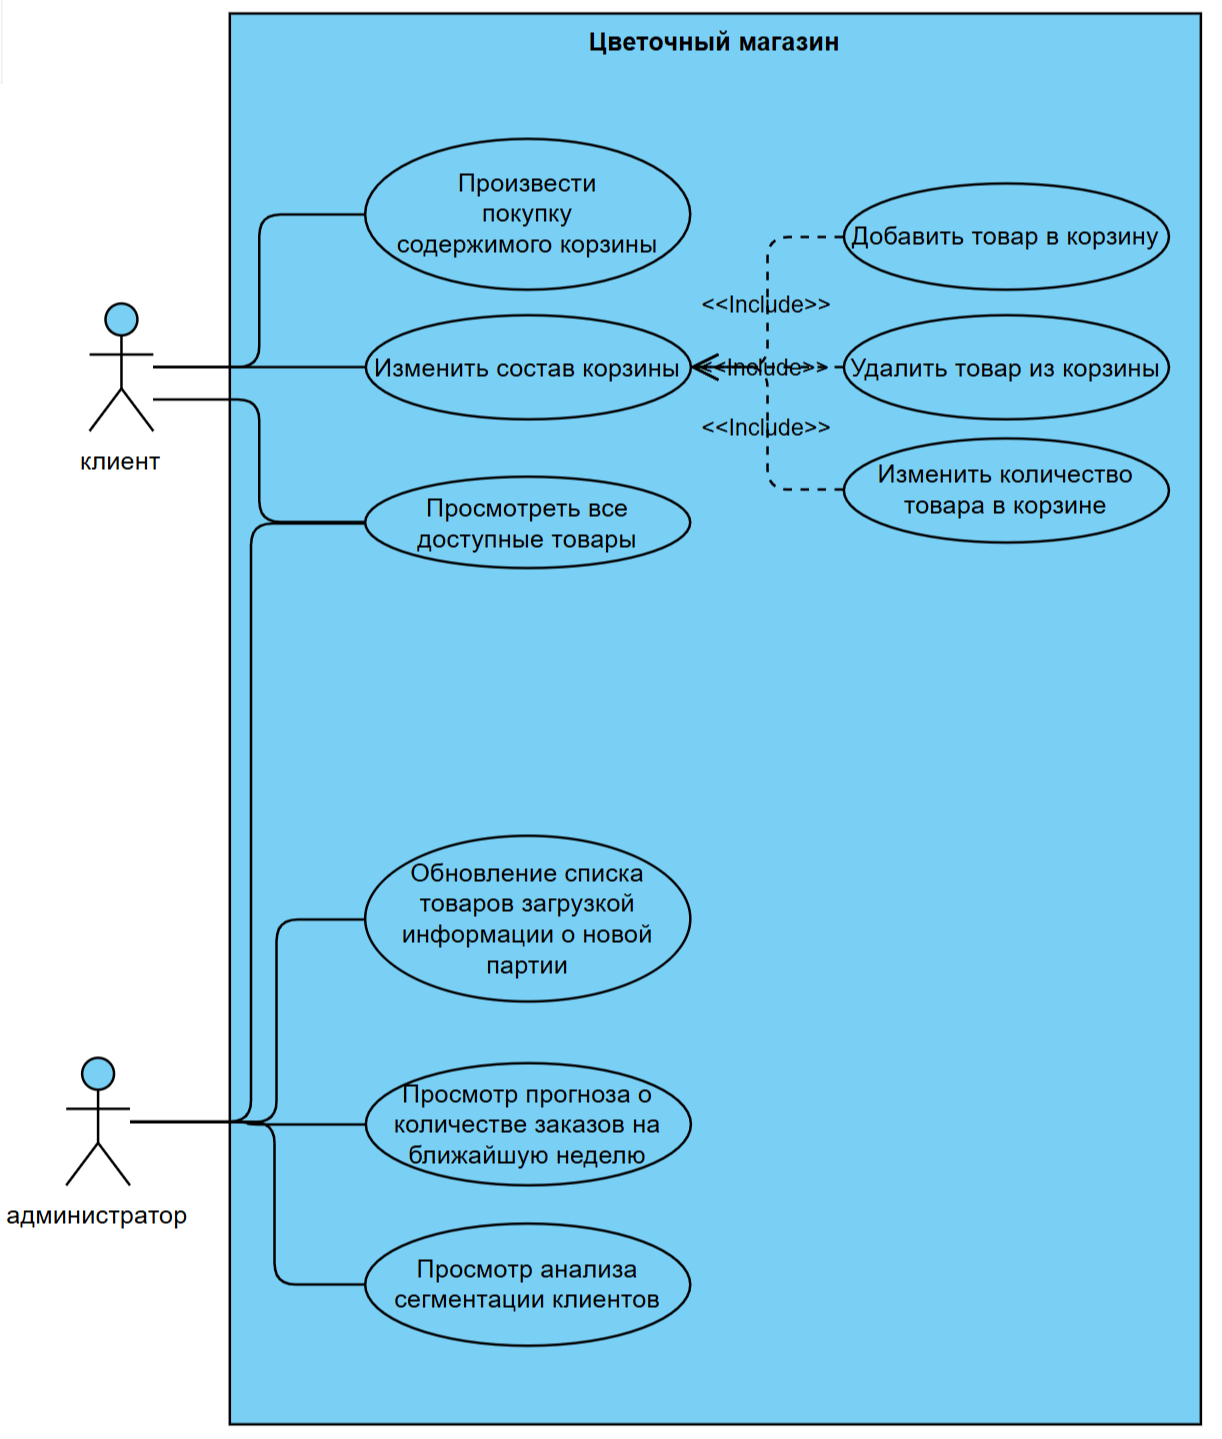 Цветочный магазин
Произвести
покупку
содержимого корзины
Добавить товар в корзину
<<Include>>
Изменить состав корзины
<<Include>>
Удалить товар из корзины
<<Include>>
клиент
Изменить количество
товара в корзине
Просмотреть все
доступные товары
Обновление списка
товаров загрузкой
информации о новой
партии
Просмотр прогноза о
количестве заказов на
ближайшую неделю
администратор
Просмотр анализа
сегментации клиентов